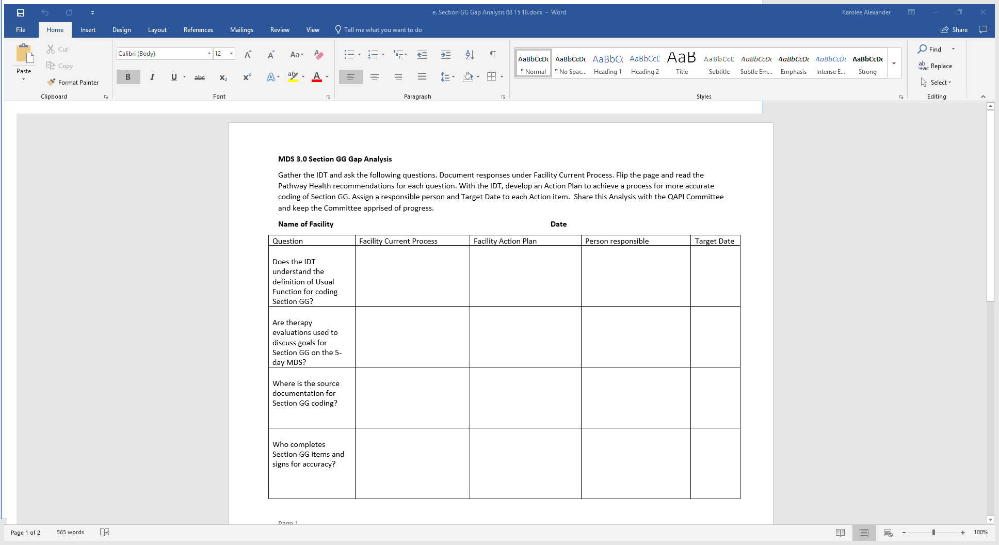 e. Section GG Gap Analysis 08 15 18.docx - Word
Karolee Alexander
File Home Insert Design Layout References Mailings Review View Tell me what you want to do Share
Paste
Cut
Copy
Format Painter
Clipboard
Calibri (Body) 12
Aa
B I U abc X₂ X² A ab A
Font
Paragraph
AaBbCcDc AaBbCcDc AaBbC( AaBbCcD AaB AaBbCcD AaBbCcDc AaBbCcDc AaBbCcDc AaBbCcDc
¶ Normal ¶ No Spac... Heading 1 Heading 2 Title Subtitle Subtle Em... Emphasis Intense E... Strong
Styles
Find
Replace
Select
Editing
MDS 3.0 Section GG Gap Analysis
Gather the IDT and ask the following questions. Document responses under Facility Current Process. Flip the page and read the
Pathway Health recommendations for each question. With the IDT, develop an Action Plan to achieve a process for more accurate
coding of Section GG. Assign a responsible person and Target Date to each Action item.  Share this Analysis with the QAPI Committee
and keep the Committee apprised of progress.
Name of Facility Date
Question Facility Current Process Facility Action Plan Person responsible Target Date
Does the IDT
understand the
definition of Usual
Function for coding
Section GG?
Are therapy
evaluations used to
discuss goals for
Section GG on the 5-
day MDS?
Where is the source
documentation for
Section GG coding?
Who completes
Section GG items and
signs for accuracy?
Page 1
Page 1 of 2 565 words 100%